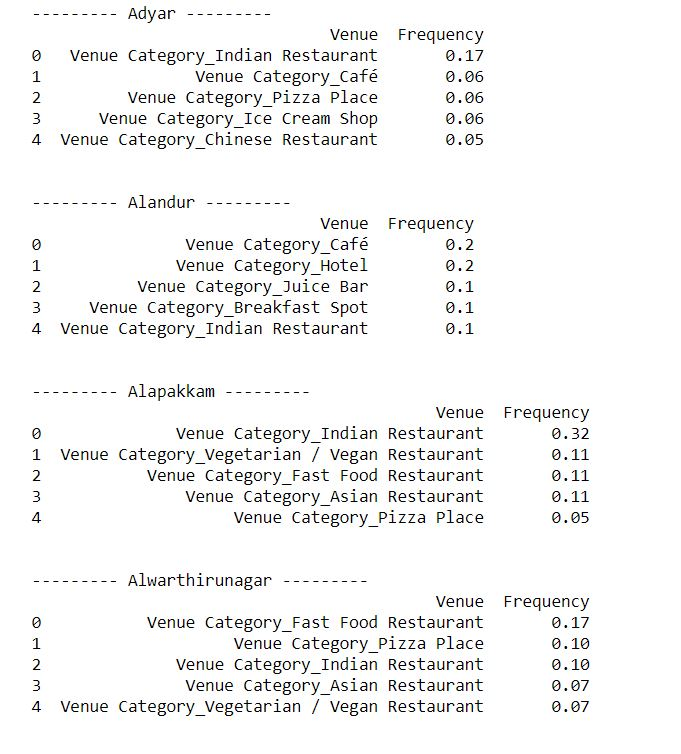 --------- Adyar ---------
Venue Frequency
0 Venue Category_Indian Restaurant 0.17
1 Venue Category_Café 0.06
2 Venue Category_Pizza Place 0.06
3 Venue Category_Ice Cream Shop 0.06
4 Venue Category_Chinese Restaurant 0.05
--------- Alandur ---------
Venue Frequency
0 Venue Category_Café 0.2
1 Venue Category_Hotel 0.2
2 Venue Category_Juice Bar 0.1
3 Venue Category_Breakfast Spot 0.1
4 Venue Category_Indian Restaurant 0.1
--------- Alapakkam ---------
Venue Frequency
0 Venue Category_Indian Restaurant 0.32
1 Venue Category_Vegetarian / Vegan Restaurant 0.11
2 Venue Category_Fast Food Restaurant 0.11
3 Venue Category_Asian Restaurant 0.11
4 Venue Category_Pizza Place 0.05
--------- Alwarthirunagar ---------
Venue Frequency
0 Venue Category_Fast Food Restaurant 0.17
1 Venue Category_Pizza Place 0.10
2 Venue Category_Indian Restaurant 0.10
3 Venue Category_Asian Restaurant 0.07
4 Venue Category_Vegetarian / Vegan Restaurant 0.07